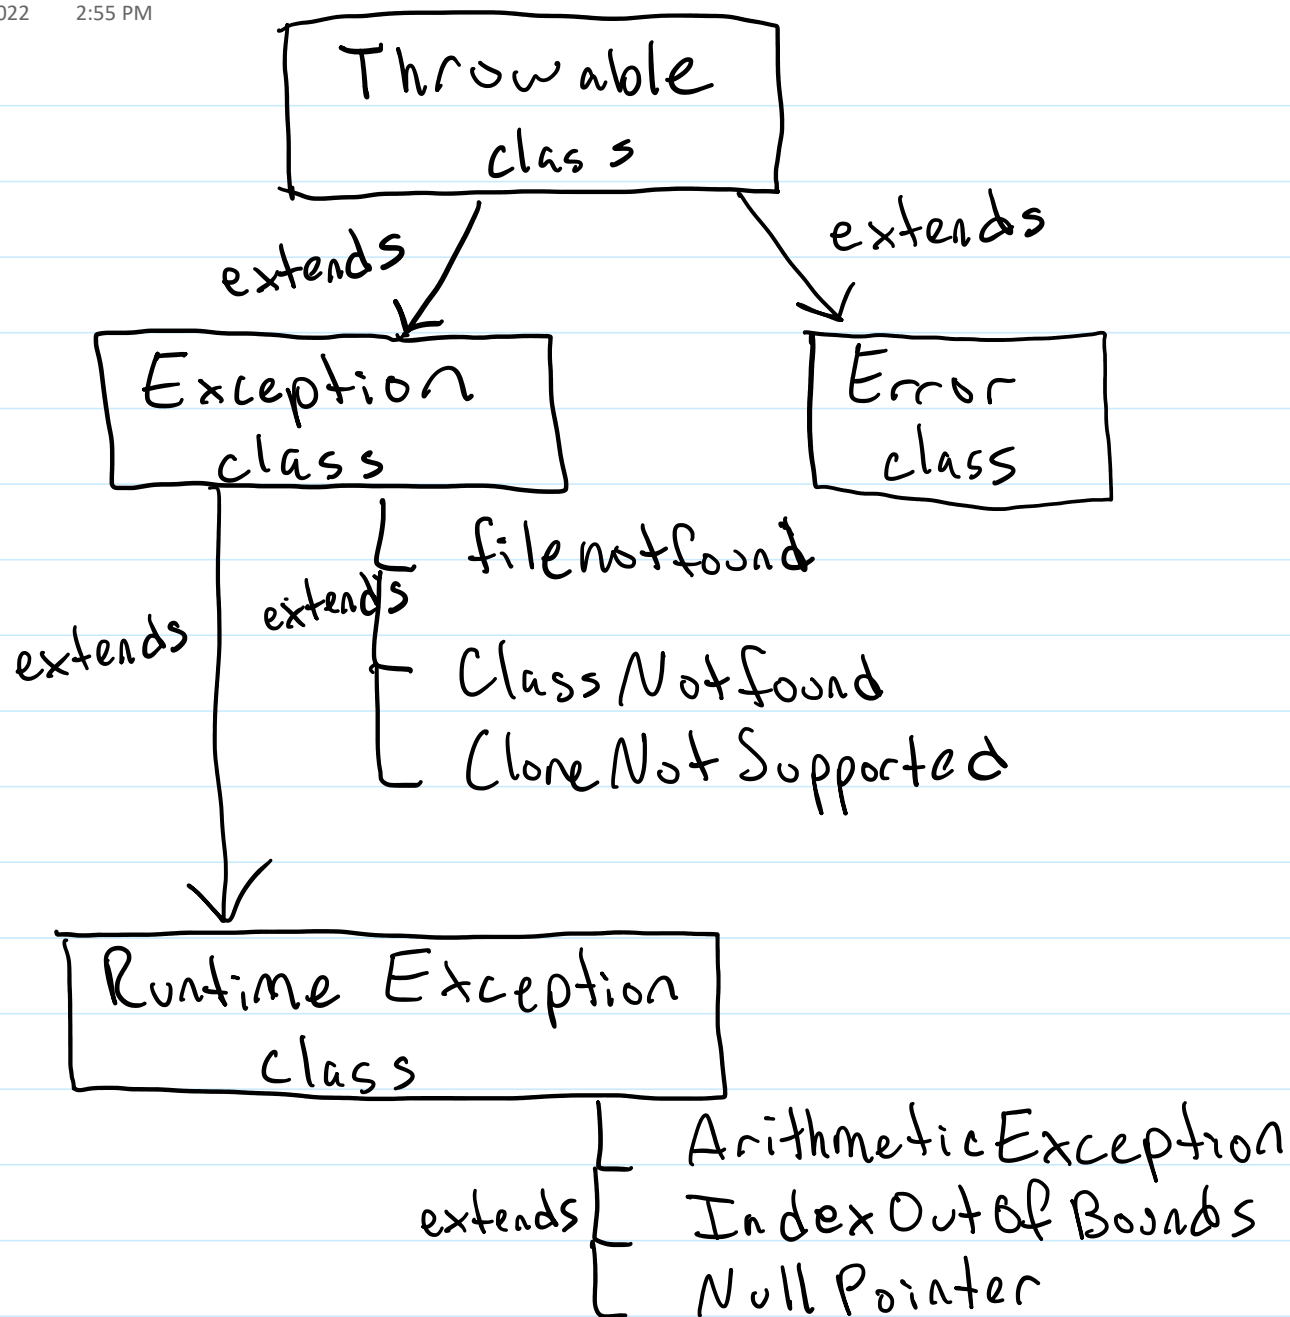 022 2:55 PM
Throwable
class
extends
extends
Exception
class
Error
class
filenotfound
extends
extends
ClassNotfound
CloneNotSupported
Runtime Exception
class
ArithmeticException
extends
IndexOutOfBounds
NullPointer